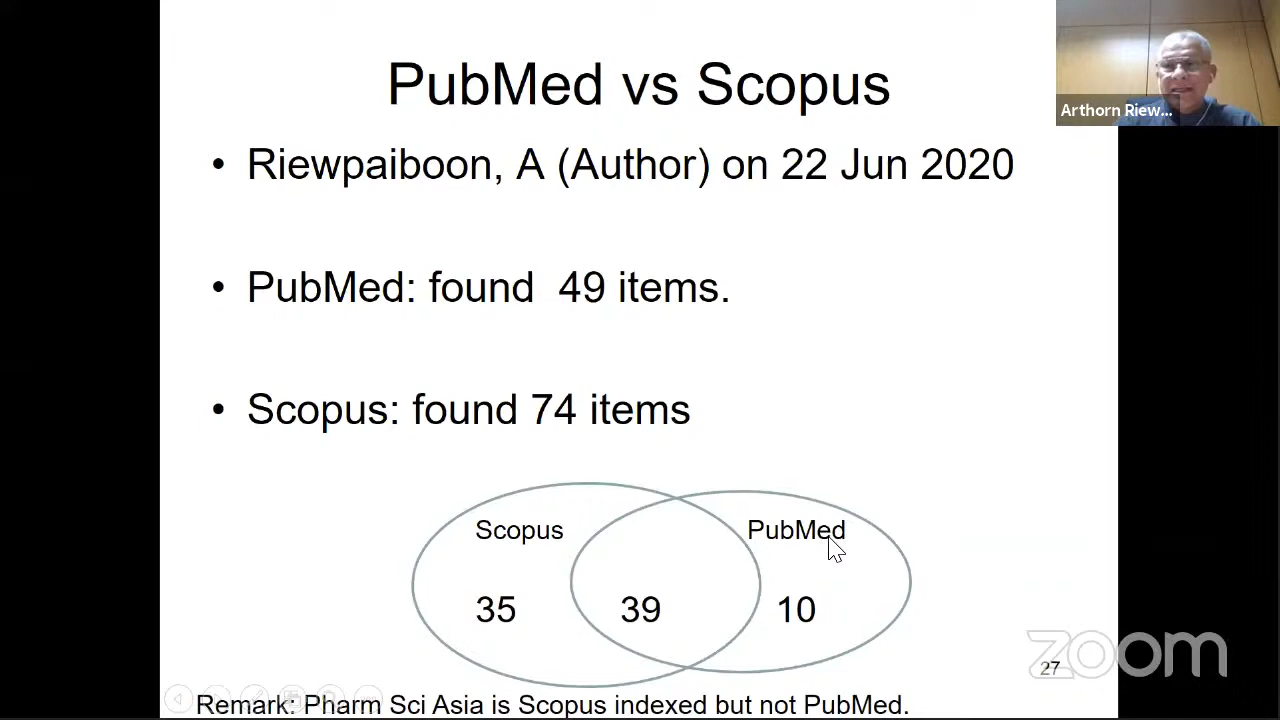 PubMed vs Scopus
Arthorn Riew...
• Riewpaiboon, A (Author) on 22 Jun 2020
• PubMed: found 49 items.
• Scopus: found 74 items
Scopus
PubMed
35
39
10
zoom
27
Remark: Pharm Sci Asia is Scopus indexed but not PubMed.